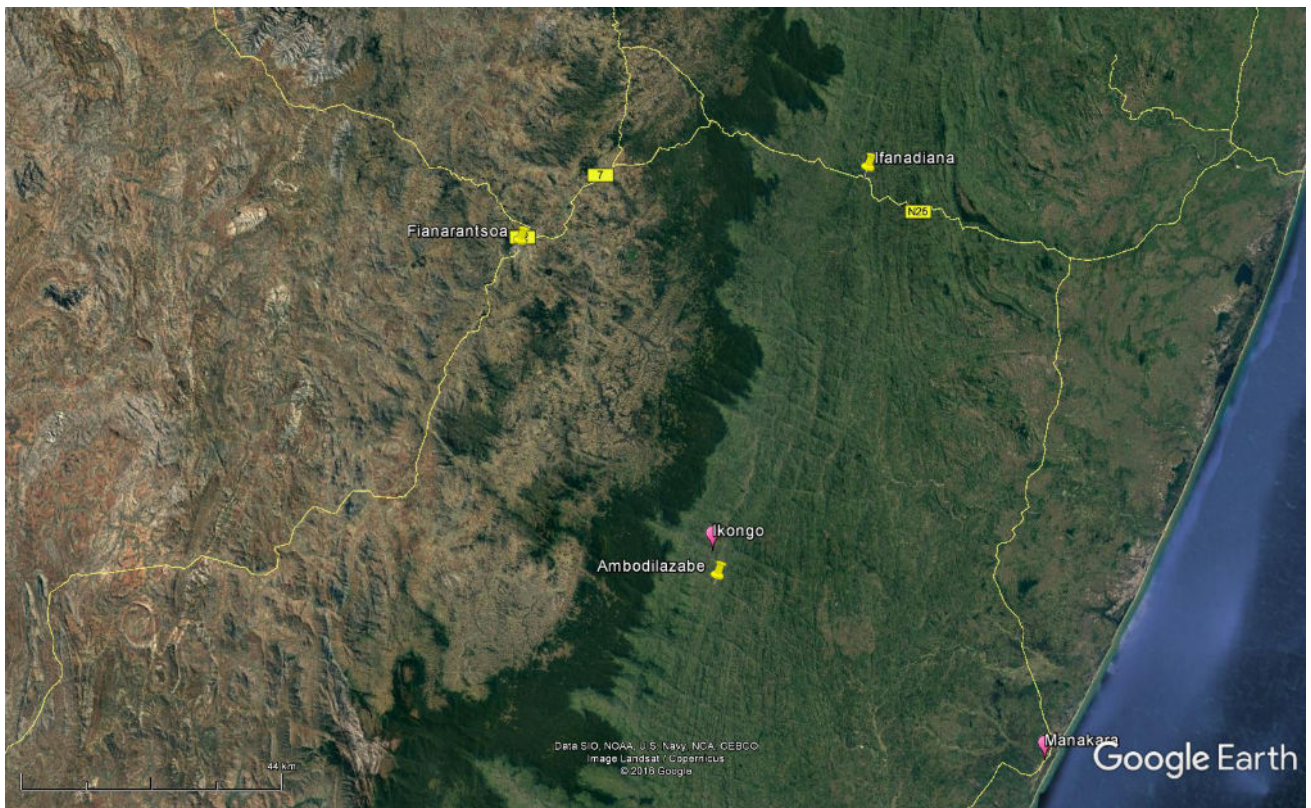 Ifanadiana
7
N25
Fianarantsoa
Ikongo
Ambodilazabe
Manakara
Data SIO, NOAA, U.S. Navy, NGA, GEBCO
Image Landsat / Copernicus
© 2016 Google
44 km
Google Earth